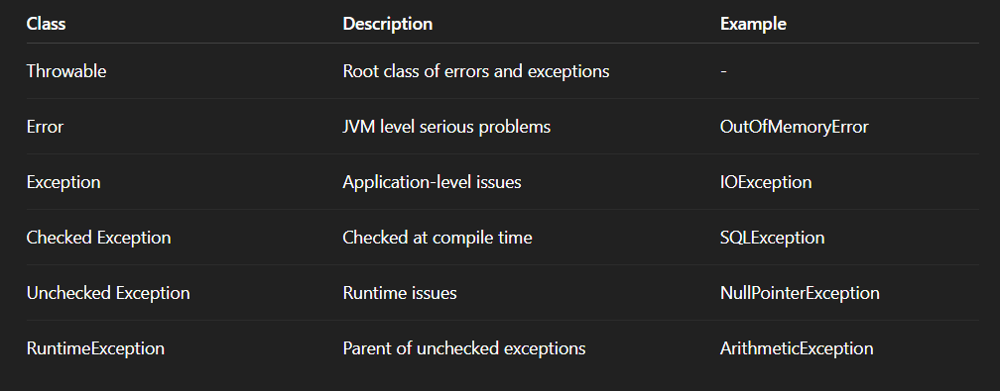 Class Description Example
Throwable Root class of errors and exceptions -
Error JVM level serious problems OutOfMemoryError
Exception Application-level issues IOException
Checked Exception Checked at compile time SQLException
Unchecked Exception Runtime issues NullPointerException
RuntimeException Parent of unchecked exceptions ArithmeticException